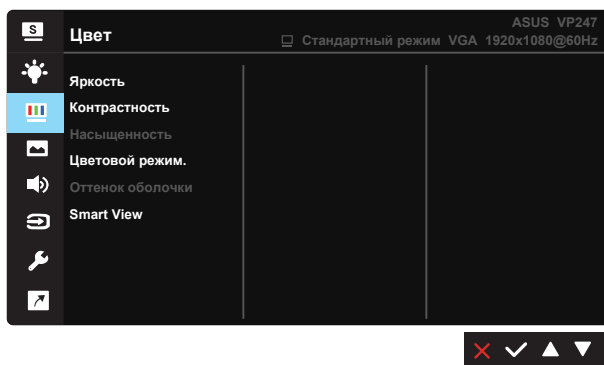 S
Цвет
ASUS VP247
Стандартный режим VGA 1920x1080@60Hz
Яркость
Контрастность
Насыщенность
Цветовой режим.
Оттенок оболочки
Smart View